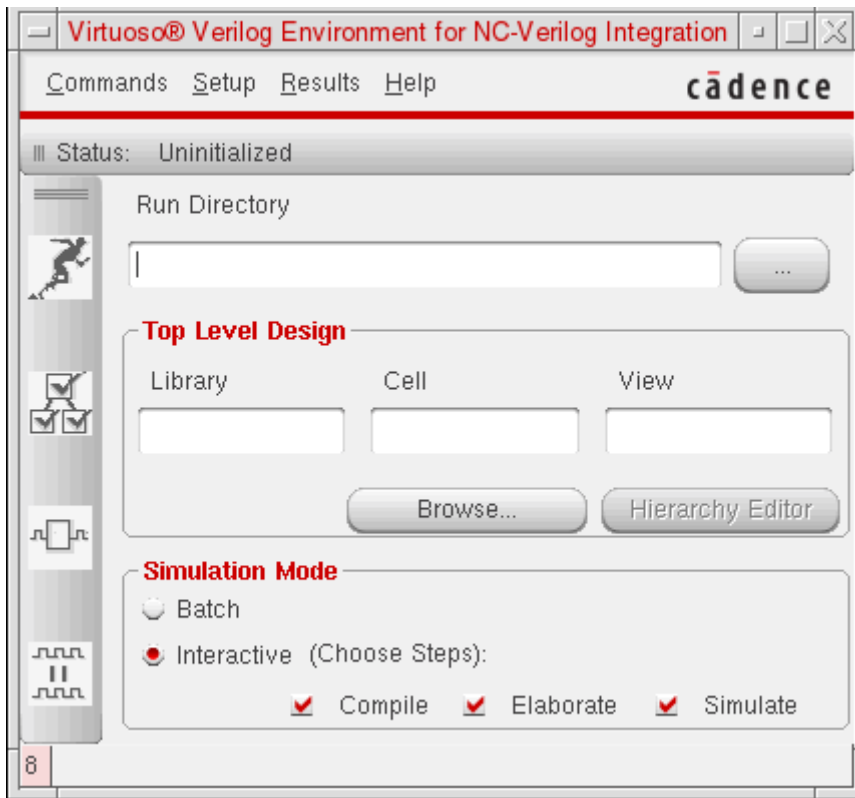 Virtuoso® Verilog Environment for NC-Verilog Integration
Commands Setup Results Help cādence
Status: Uninitialized
Run Directory
...
Top Level Design
Library Cell View
Browse... Hierarchy Editor
Simulation Mode
Batch
Interactive (Choose Steps):
Compile Elaborate Simulate
8